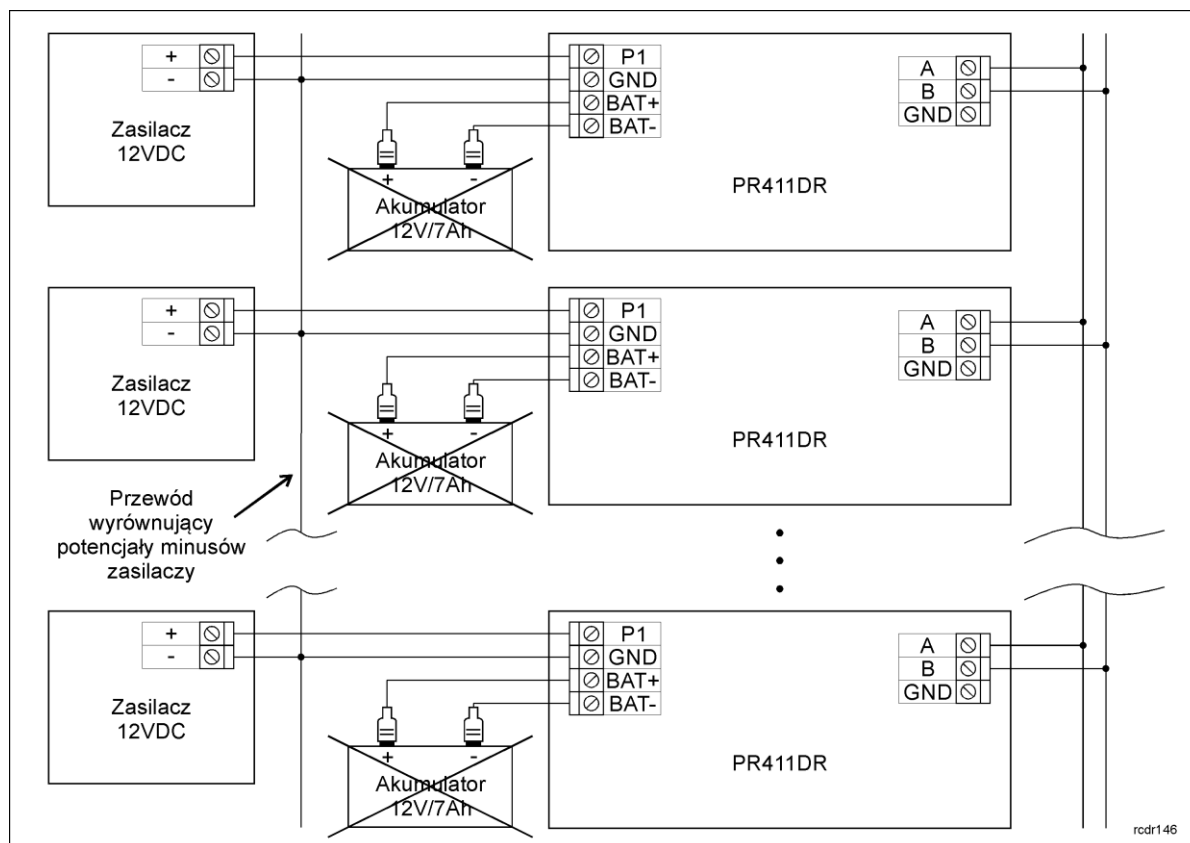 +
-
Zasilacz
12VDC
P1
GND
BAT+
BAT-
+ -
Akumulator
12V/7Ah
A
B
GND
PR411DR
+
-
Zasilacz
12VDC
P1
GND
BAT+
BAT-
+ -
Akumulator
12V/7Ah
A
B
GND
PR411DR
Przewód
wyrównujący
potencjały minusów
zasilaczy
+
-
Zasilacz
12VDC
P1
GND
BAT+
BAT-
+ -
Akumulator
12V/7Ah
A
B
GND
PR411DR
rcdr146